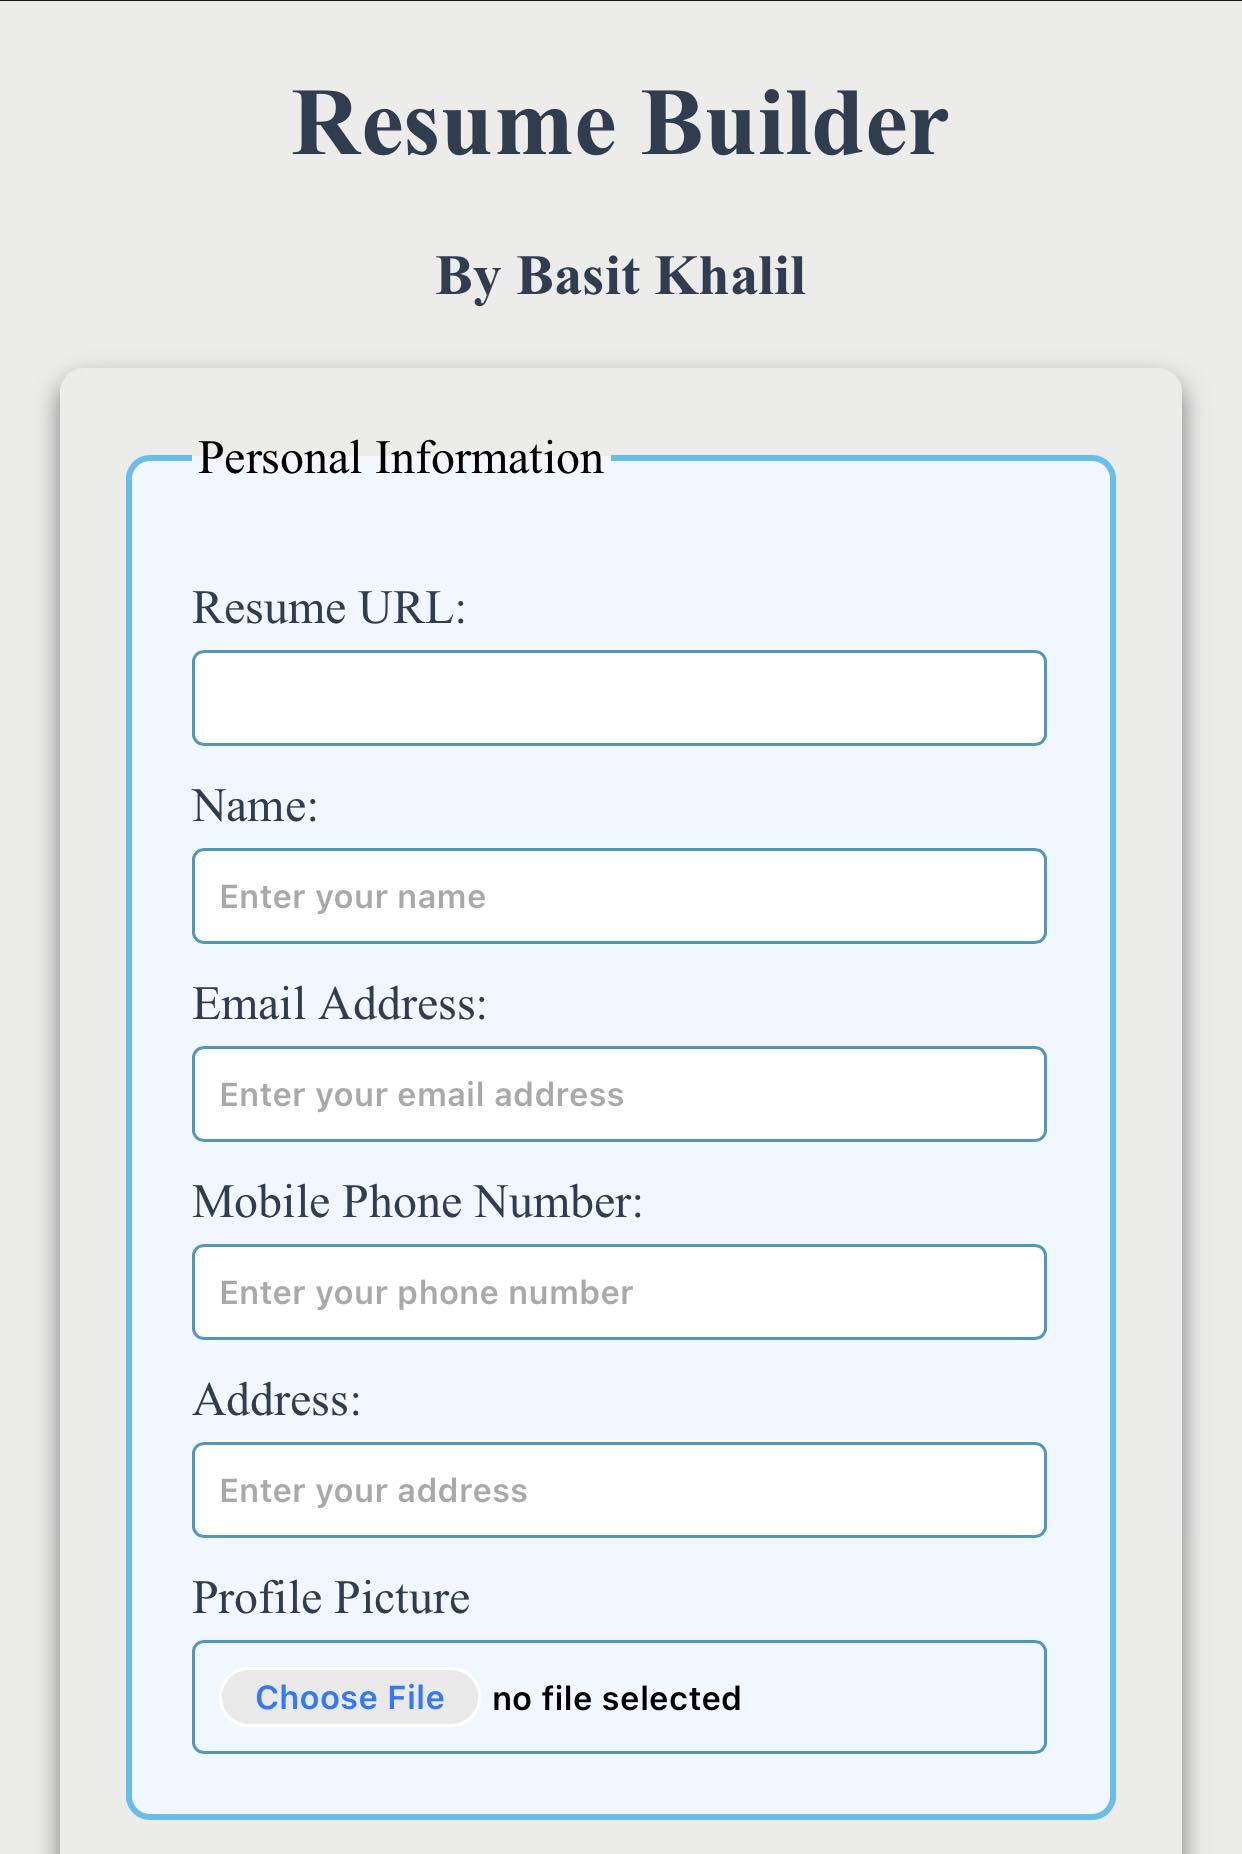 Resume Builder
By Basit Khalil
Personal Information
Resume URL:
Name:
Enter your name
Email Address:
Enter your email address
Mobile Phone Number:
Enter your phone number
Address:
Enter your address
Profile Picture
Choose File no file selected